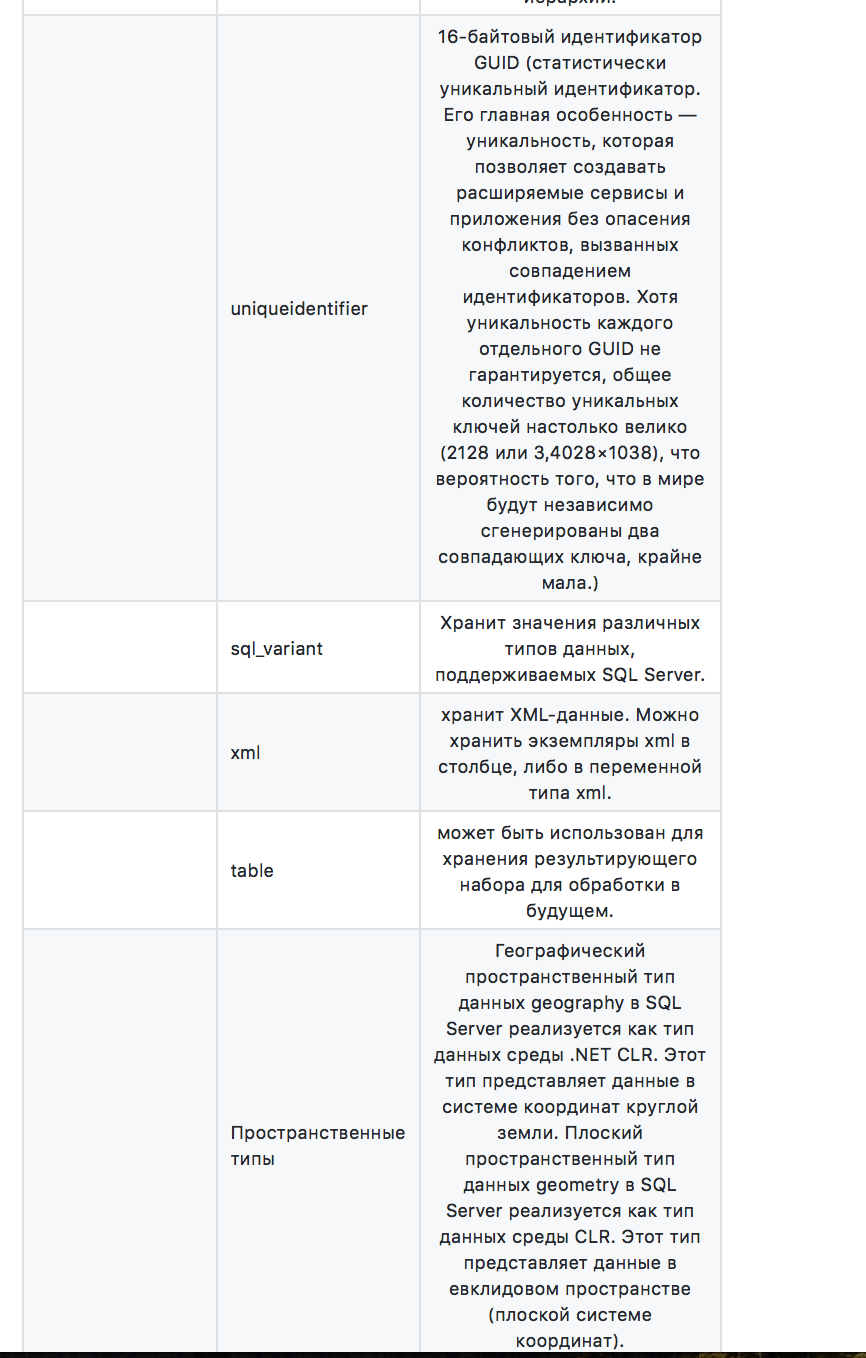 иерархии.
16-байтовый идентификатор
GUID (статистически
уникальный идентификатор.
Его главная особенность —
уникальность, которая
позволяет создавать
расширяемые сервисы и
приложения без опасения
конфликтов, вызванных
совпадением
uniqueidentifier
идентификаторов. Хотя
уникальность каждого
отдельного GUID не
гарантируется, общее
количество уникальных
ключей настолько велико
(2128 или 3,4028×1038), что
вероятность того, что в мире
будут независимо
сгенерированы два
совпадающих ключа, крайне
мала.)
sql_variant
Хранит значения различных
типов данных,
поддерживаемых SQL Server.
xml
хранит XML-данные. Можно
хранить экземпляры xml в
столбце, либо в переменной
типа xml.
table
может быть использован для
хранения результирующего
набора для обработки в
будущем.
Пространственные
типы
Географический
пространственный тип
данных geography в SQL
Server реализуется как тип
данных среды .NET CLR. Этот
тип представляет данные в
системе координат круглой
земли. Плоский
пространственный тип
данных geometry в SQL
Server реализуется как тип
данных среды CLR. Этот тип
представляет данные в
евклидовом пространстве
(плоской системе
координат).